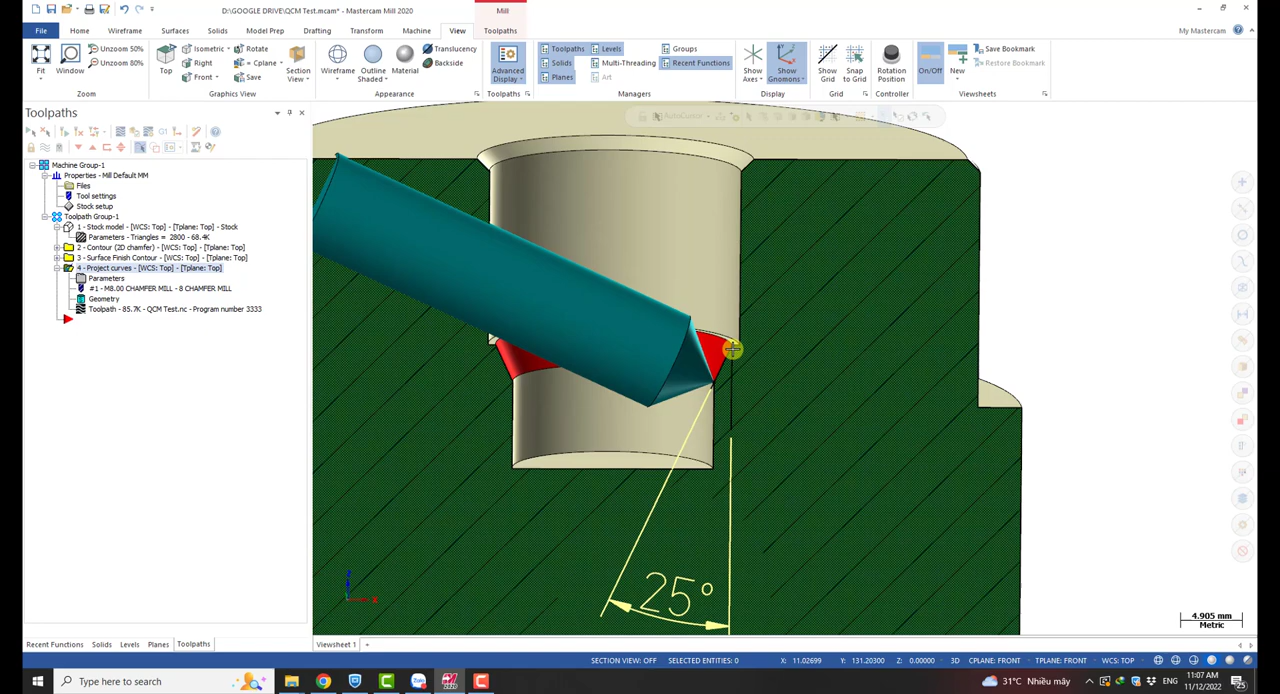 D:\GOOGLE DRIVE\QCM Test.mcam* - Mastercam Mill 2020
Mill
File Home Wireframe Surfaces Solids Model Prep Drafting Transform Machine View Toolpaths My Mastercam
Fit Window Unzoom 50% Unzoom 80% Zoom
Top Isometric Right Front Rotate = Cplane Save Section View Graphics View
Wireframe Outline Shaded Material Translucency Backside Appearance
Advanced Display Toolpaths
Toolpaths Solids Planes Levels Multi-Threading Art Groups Recent Functions Managers
Show Axes Show Gnomons Display
Show Grid Snap to Grid Grid
Rotation Position Controller
On/Off New Save Bookmark Restore Bookmark Viewsheets
Toolpaths
AutoCursor
G1
Machine Group-1
Properties - Mill Default MM
Files
Tool settings
Stock setup
Toolpath Group-1
1 - Stock model - [WCS: Top] - [Tplane: Top] - Stock
Parameters - Triangles = 2800 - 68.4K
2 - Contour (2D chamfer) - [WCS: Top] - [Tplane: Top]
3 - Surface Finish Contour - [WCS: Top] - [Tplane: Top]
4 - Project curves - [WCS: Top] - [Tplane: Top]
Parameters
#1 - M8.00 CHAMFER MILL - 8 CHAMFER MILL
Geometry
Toolpath - 85.7K - QCM Test.nc - Program number 3333
25°
4.905 mm
Metric
Recent Functions Solids Levels Planes Toolpaths Viewsheet 1 +
SECTION VIEW: OFF SELECTED ENTITIES: 0 X: 11.02699 Y: 131.20300 Z: 0.00000 3D CPLANE: FRONT TPLANE: FRONT WCS: TOP
Type here to search Zalo 2020 31°C Nhiều mây ENG 11:07 AM
11/12/2022 25